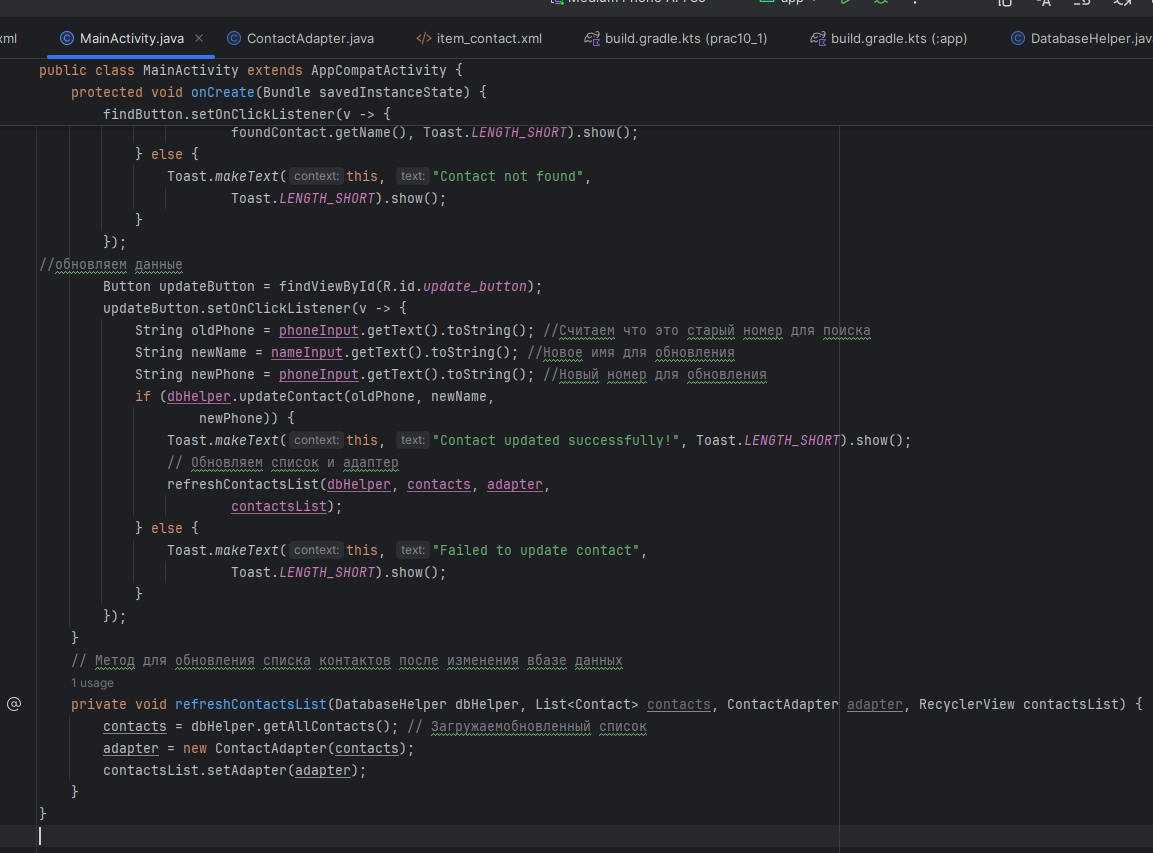 app
xml
MainActivity.java
ContactAdapter.java
item_contact.xml
build.gradle.kts (prac10_1)
build.gradle.kts (:app)
DatabaseHelper.jav
public class MainActivity extends AppCompatActivity {
protected void onCreate(Bundle savedInstanceState) {
findButton.setOnClickListener(v -> {
foundContact.getName(), Toast.LENGTH_SHORT).show();
} else {
Toast.makeText( context: this, text: "Contact not found",
Toast.LENGTH_SHORT).show();
}
});
//обновляем данные
Button updateButton = findViewById(R.id.update_button);
updateButton.setOnClickListener(v -> {
String oldPhone = phoneInput.getText().toString(); //Считаем что это старый номер для поиска
String newName = nameInput.getText().toString(); //Новое имя для обновления
String newPhone = phoneInput.getText().toString(); //Новый номер для обновления
if (dbHelper.updateContact(oldPhone, newName,
newPhone)) {
Toast.makeText( context: this, text: "Contact updated successfully!", Toast.LENGTH_SHORT).show();
// Обновляем список и адаптер
refreshContactsList(dbHelper, contacts, adapter,
contactsList);
} else {
Toast.makeText( context: this, text: "Failed to update contact",
Toast.LENGTH_SHORT).show();
}
});
}
// Метод для обновления списка контактов после изменения вбазе данных
1 usage
private void refreshContactsList(DatabaseHelper dbHelper, List<Contact> contacts, ContactAdapter adapter, RecyclerView contactsList) {
contacts = dbHelper.getAllContacts(); // Загружаемобновленный список
adapter = new ContactAdapter(contacts);
contactsList.setAdapter(adapter);
}
}